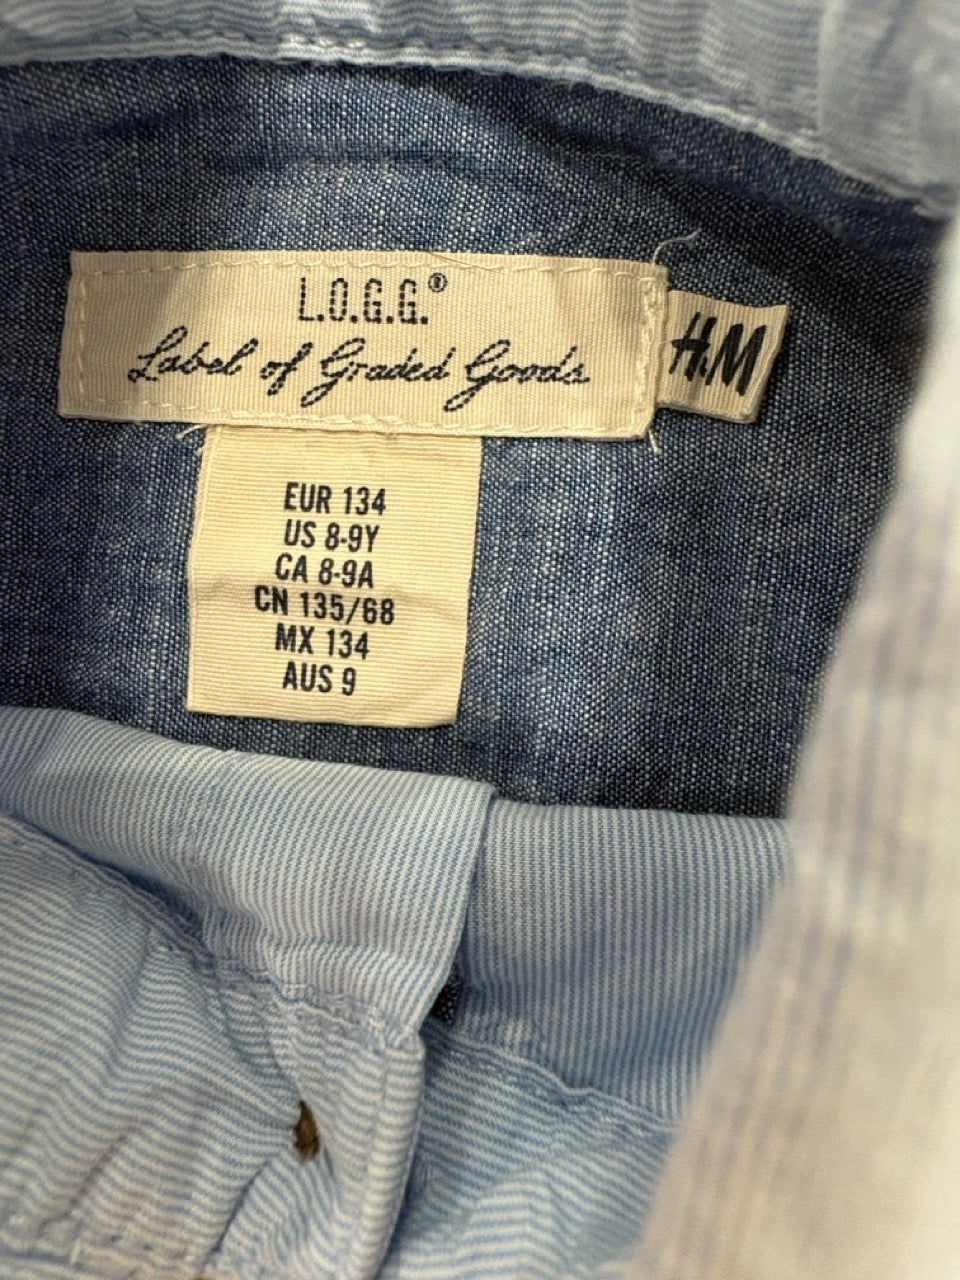 L.O.G.G.®
Label of Graded Goods
H&M
EUR 134
US 8-9Y
CA 8-9A
CN 135/68
MX 134
AUS 9